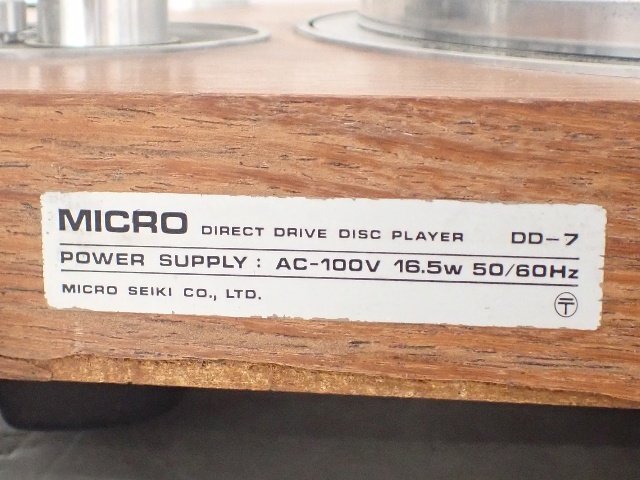 MICRO DIRECT DRIVE DISC PLAYER DD-7
POWER SUPPLY: AC-100V 16.5w 50/60Hz
MICRO SEIKI CO., LTD. 〶